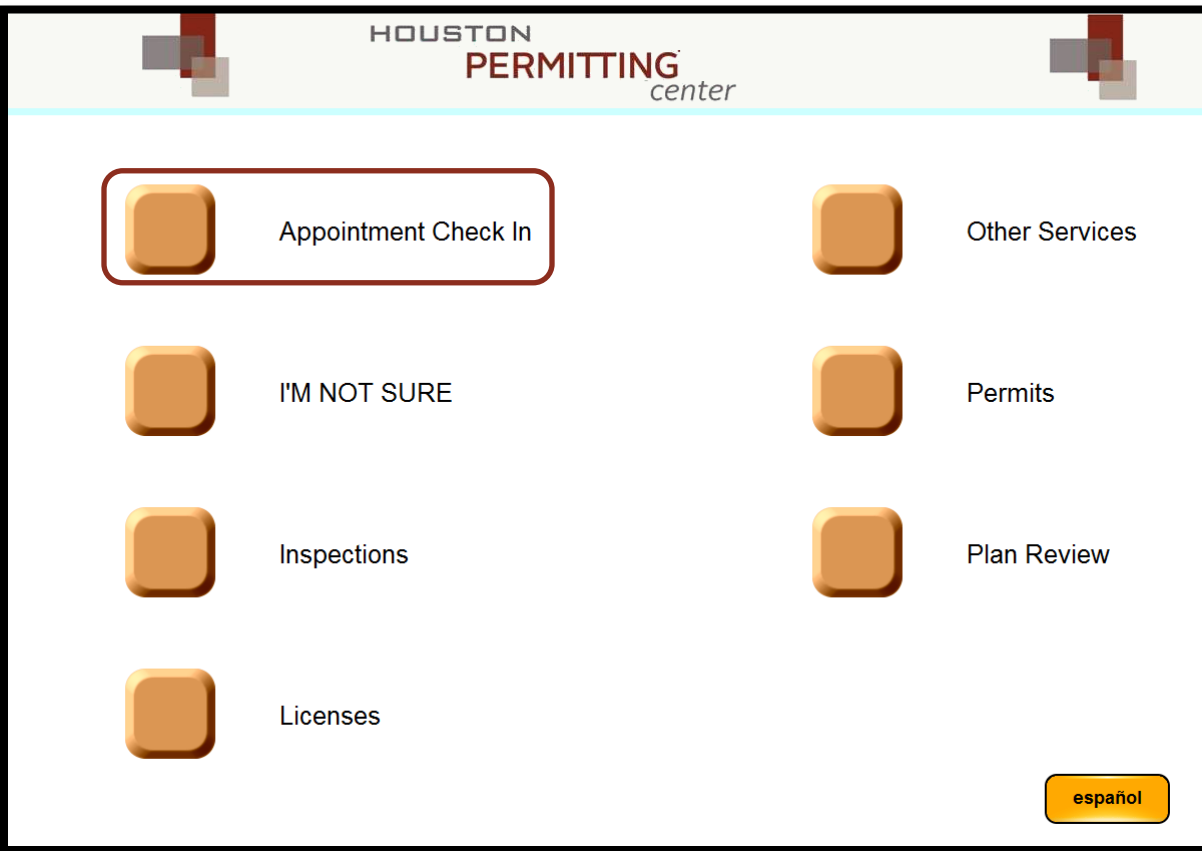 HOUSTON
PERMITTING
center
Appointment Check In
Other Services
I'M NOT SURE
Permits
Inspections
Plan Review
Licenses
español